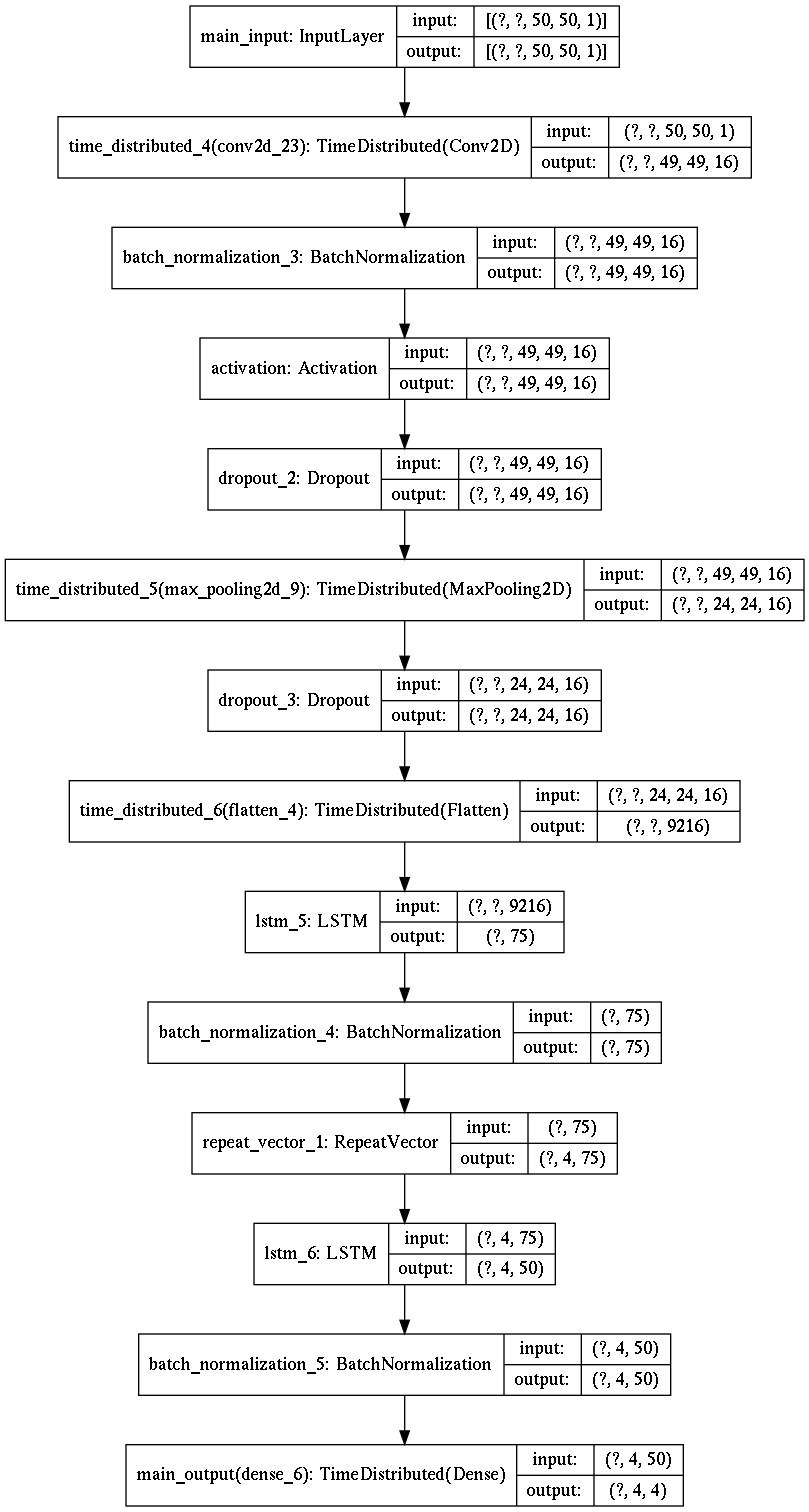 main_input: InputLayer
input: [(?, ?, 50, 50, 1)]
output: [(?, ?, 50, 50, 1)]
time_distributed_4(conv2d_23): TimeDistributed(Conv2D)
input: (?, ?, 50, 50, 1)
output: (?, ?, 49, 49, 16)
batch_normalization_3: BatchNormalization
input: (?, ?, 49, 49, 16)
output: (?, ?, 49, 49, 16)
activation: Activation
input: (?, ?, 49, 49, 16)
output: (?, ?, 49, 49, 16)
dropout_2: Dropout
input: (?, ?, 49, 49, 16)
output: (?, ?, 49, 49, 16)
time_distributed_5(max_pooling2d_9): TimeDistributed(MaxPooling2D)
input: (?, ?, 49, 49, 16)
output: (?, ?, 24, 24, 16)
dropout_3: Dropout
input: (?, ?, 24, 24, 16)
output: (?, ?, 24, 24, 16)
time_distributed_6(flatten_4): TimeDistributed(Flatten)
input: (?, ?, 24, 24, 16)
output: (?, ?, 9216)
lstm_5: LSTM
input: (?, ?, 9216)
output: (?, 75)
batch_normalization_4: BatchNormalization
input: (?, 75)
output: (?, 75)
repeat_vector_1: RepeatVector
input: (?, 75)
output: (?, 4, 75)
lstm_6: LSTM
input: (?, 4, 75)
output: (?, 4, 50)
batch_normalization_5: BatchNormalization
input: (?, 4, 50)
output: (?, 4, 50)
main_output(dense_6): TimeDistributed(Dense)
input: (?, 4, 50)
output: (?, 4, 4)